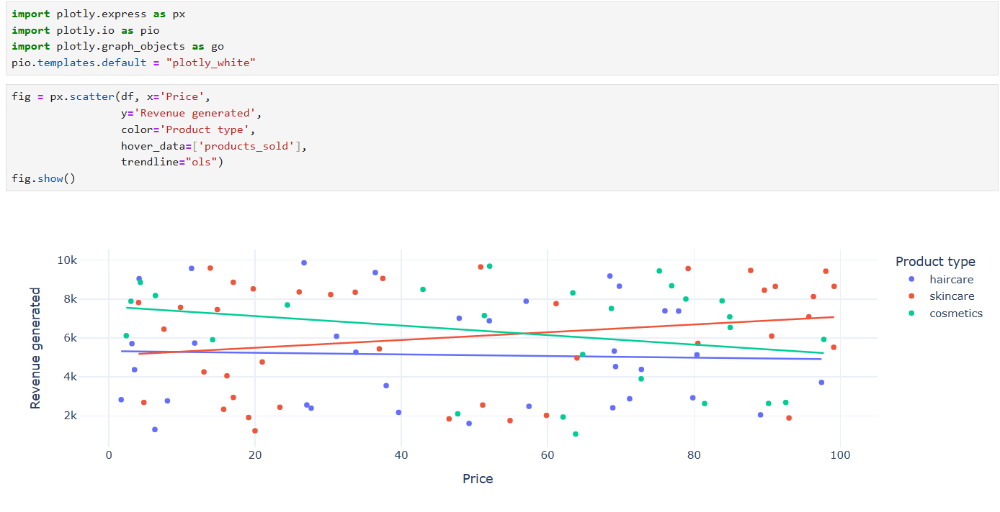 import plotly.express as px
import plotly.io as pio
import plotly.graph_objects as go
pio.templates.default = "plotly_white"
fig = px.scatter(df, x='Price',
y='Revenue generated',
color='Product type',
hover_data=['products_sold'],
trendline="ols")
fig.show()
Product type
haircare
skincare
cosmetics
10k
8k
6k
4k
2k
Revenue generated
0 20 40 60 80 100
Price